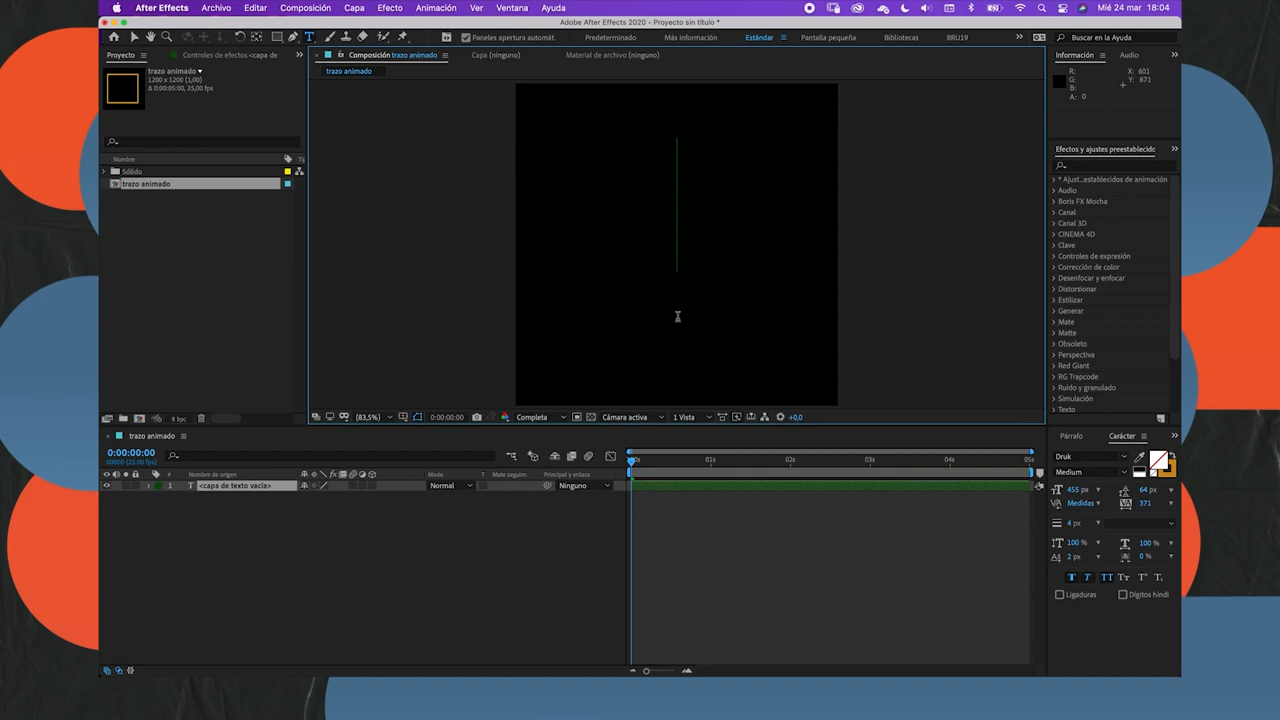 After Effects Archivo Editar Composición Capa Efecto Animación Ver Ventana Ayuda Mié 24 mar 18:04
Adobe After Effects 2020 - Proyecto sin título *
Paneles apertura automát. Predeterminado Más información Estándar Pantalla pequeña Bibliotecas BRU19 Buscar en la Ayuda
Proyecto Controles de efectos <capa de
Composición trazo animado Capa (ninguno) Material de archivo (ninguno)
Información Audio
trazo animado
trazo animado
1200 x 1200 (1,00)
Δ 0:00:05:00, 25,00 fps
R:
G:
B:
A: 0
X: 601
Y: 871
Nombre
Sólido
trazo animado
Efectos y ajustes preestablecidc
* Ajust...establecidos de animación
Audio
Boris FX Mocha
Canal
Canal 3D
CINEMA 4D
Clave
Controles de expresión
Corrección de color
Desenfocar y enfocar
Distorsionar
Estilizar
Generar
Mate
Matte
Obsoleto
Perspectiva
Red Giant
RG Trapcode
Ruido y granulado
Simulación
Texto
8 bpc
(83,5%) 0:00:00:00 Completa Cámara activa 1 Vista +0,0
trazo animado
0:00:00:00
00000 (25.00 fps)
Nombre de origen Modo T Mate seguim. Principal y enlace
1 T <capa de texto vacía> Normal Ninguno
01s 02s 03s 04s 05s
Párrafo Carácter
Druk
Medium
455 px 64 px
Medidas 371
4 px
100 % 100 %
2 px 0 %
T T TT Tт T¹ T₁
Ligaduras Dígitos hindi